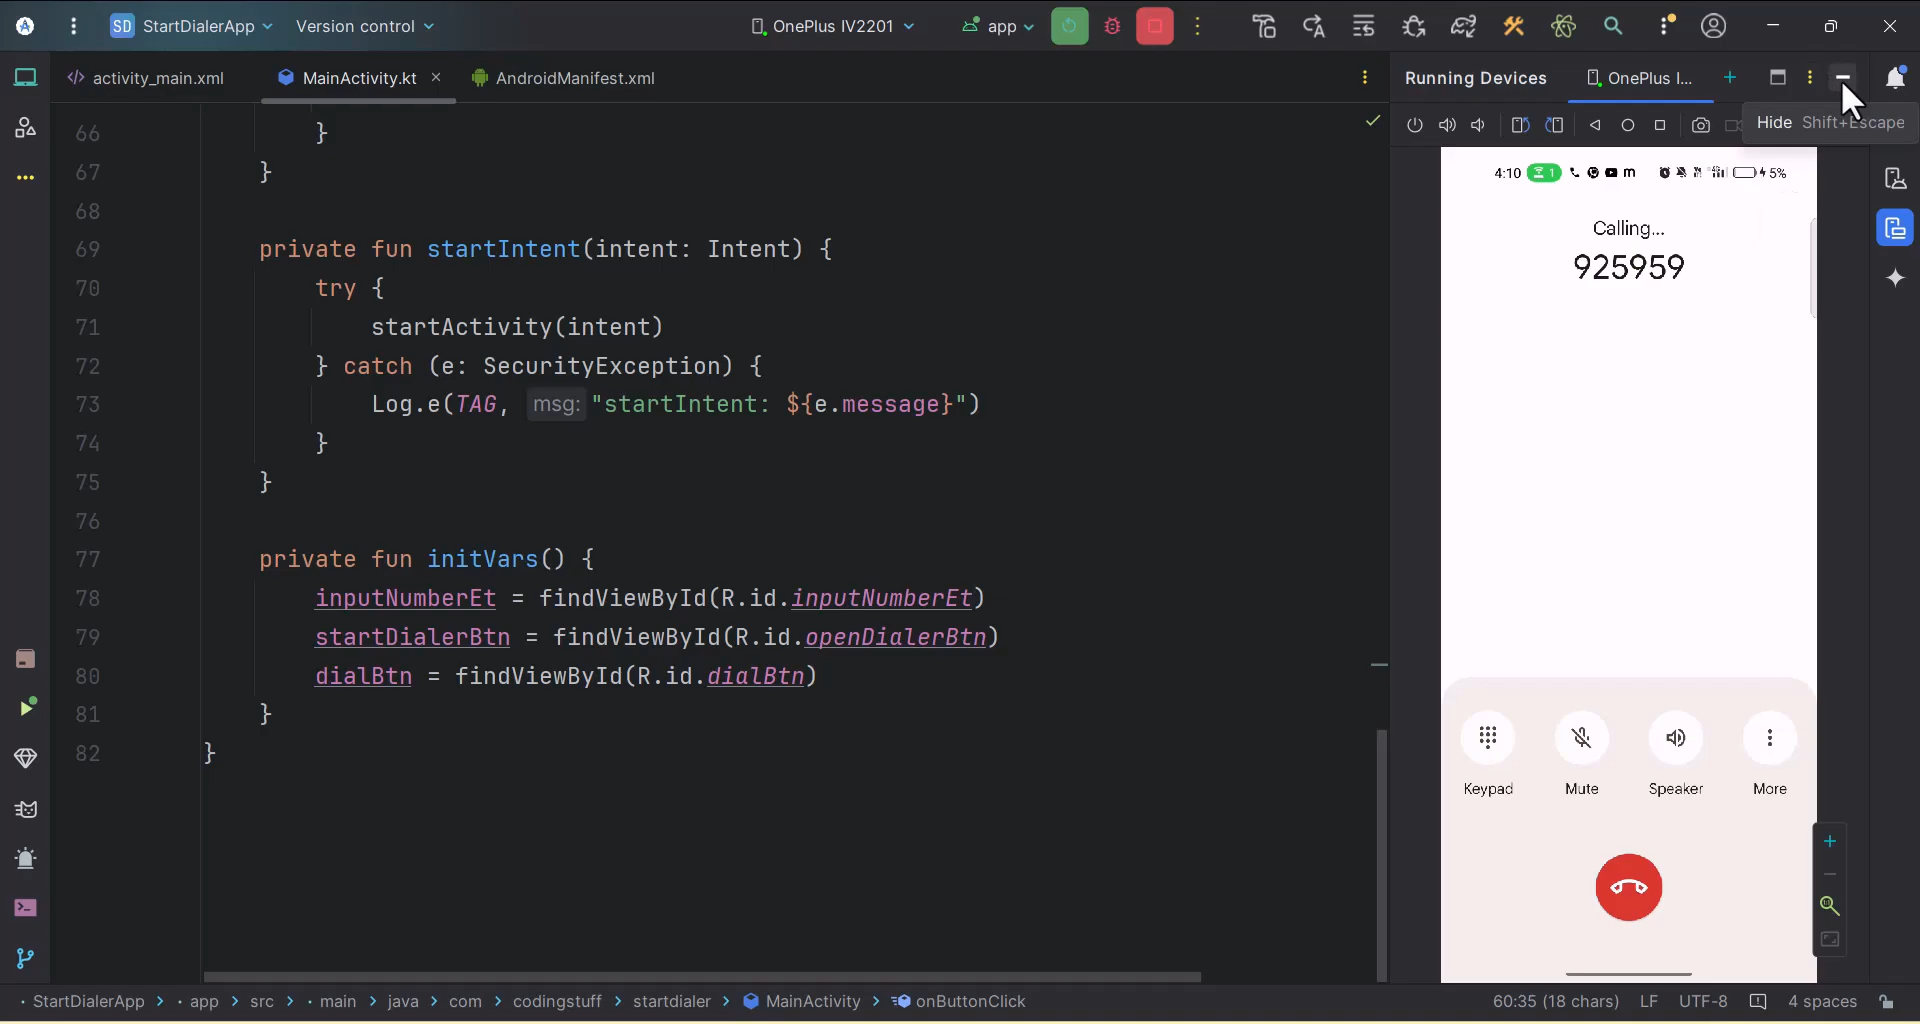 SD StartDialerApp Version control OnePlus IV2201 app
activity_main.xml MainActivity.kt AndroidManifest.xml Running Devices OnePlus I...
Hide Shift+Escape
66 }
67 }
68
69 private fun startIntent(intent: Intent) {
70 try {
71 startActivity(intent)
72 } catch (e: SecurityException) {
73 Log.e(TAG, msg: "startIntent: ${e.message}")
74 }
75 }
76
77 private fun initVars() {
78 inputNumberEt = findViewById(R.id.inputNumberEt)
79 startDialerBtn = findViewById(R.id.openDialerBtn)
80 dialBtn = findViewById(R.id.dialBtn)
81 }
82 }
4:10 1 m 5%
Calling...
925959
Keypad Mute Speaker More
StartDialerApp > app > src > main > java > com > codingstuff > startdialer > MainActivity > onButtonClick 60:35 (18 chars) LF UTF-8 4 spaces